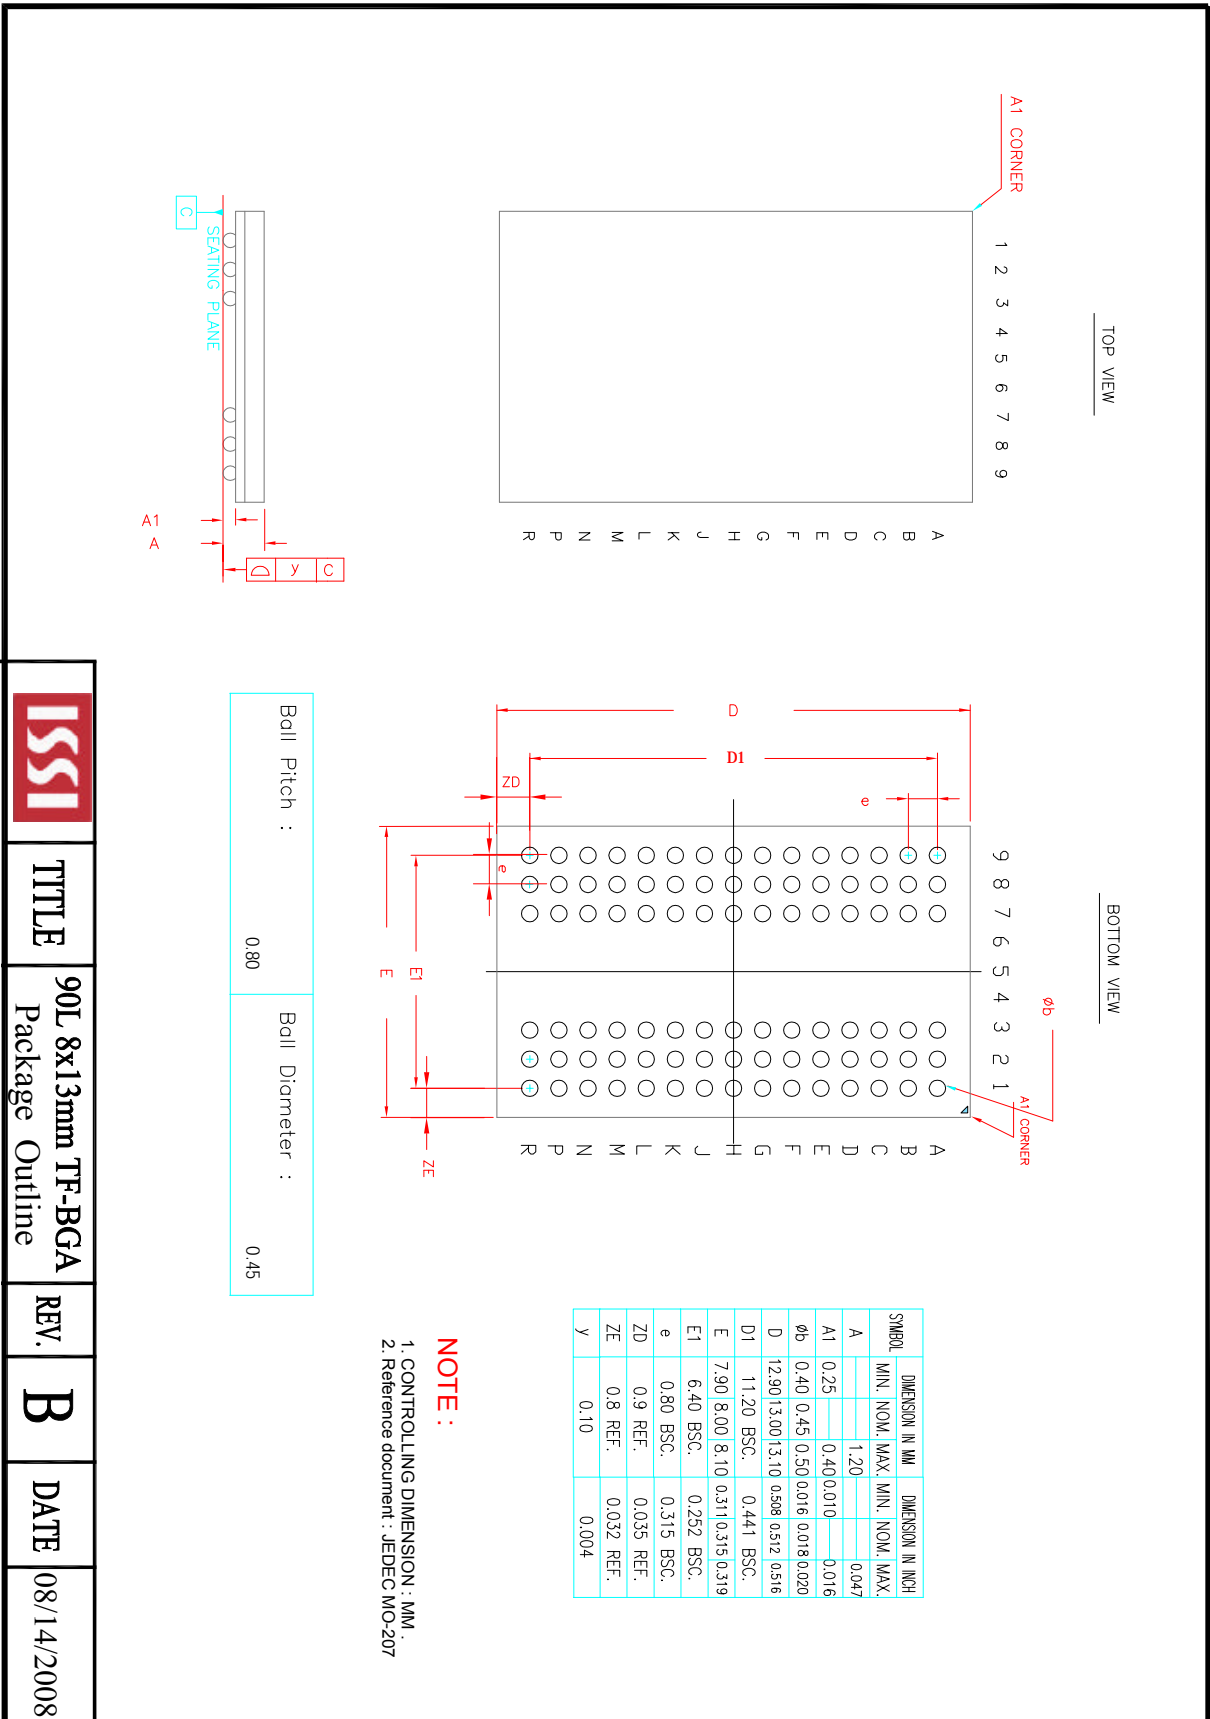 TOP VIEW
A1 CORNER
1 2 3 4 5 6 7 8 9
A
B
C
D
E
F
G
H
J
K
L
M
N
P
R
C
SEATING PLANE
A1
A
y C
BOTTOM VIEW
9 8 7 6 5 4 3 2 1
Øb
A1 CORNER
A
B
C
D
E
F
G
H
J
K
L
M
N
P
R
e
D
D1
ZD
e
E1
E
ZE
SYMBOL DIMENSION IN MM DIMENSION IN INCH
MIN. NOM. MAX. MIN. NOM. MAX.
A 1.20 0.047
A1 0.25 0.40 0.010 0.016
Øb 0.40 0.45 0.50 0.016 0.018 0.020
D 12.90 13.00 13.10 0.508 0.512 0.516
D1 11.20 BSC. 0.441 BSC.
E 7.90 8.00 8.10 0.311 0.315 0.319
E1 6.40 BSC. 0.252 BSC.
e 0.80 BSC. 0.315 BSC.
ZD 0.9 REF. 0.035 REF.
ZE 0.8 REF. 0.032 REF.
y 0.10 0.004
NOTE :
1. CONTROLLING DIMENSION : MM .
2. Reference document : JEDEC MO-207
Ball Pitch : 0.80
Ball Diameter : 0.45
ISSI
TITLE
90L 8x13mm TF-BGA
Package Outline
REV.
B
DATE
08/14/2008